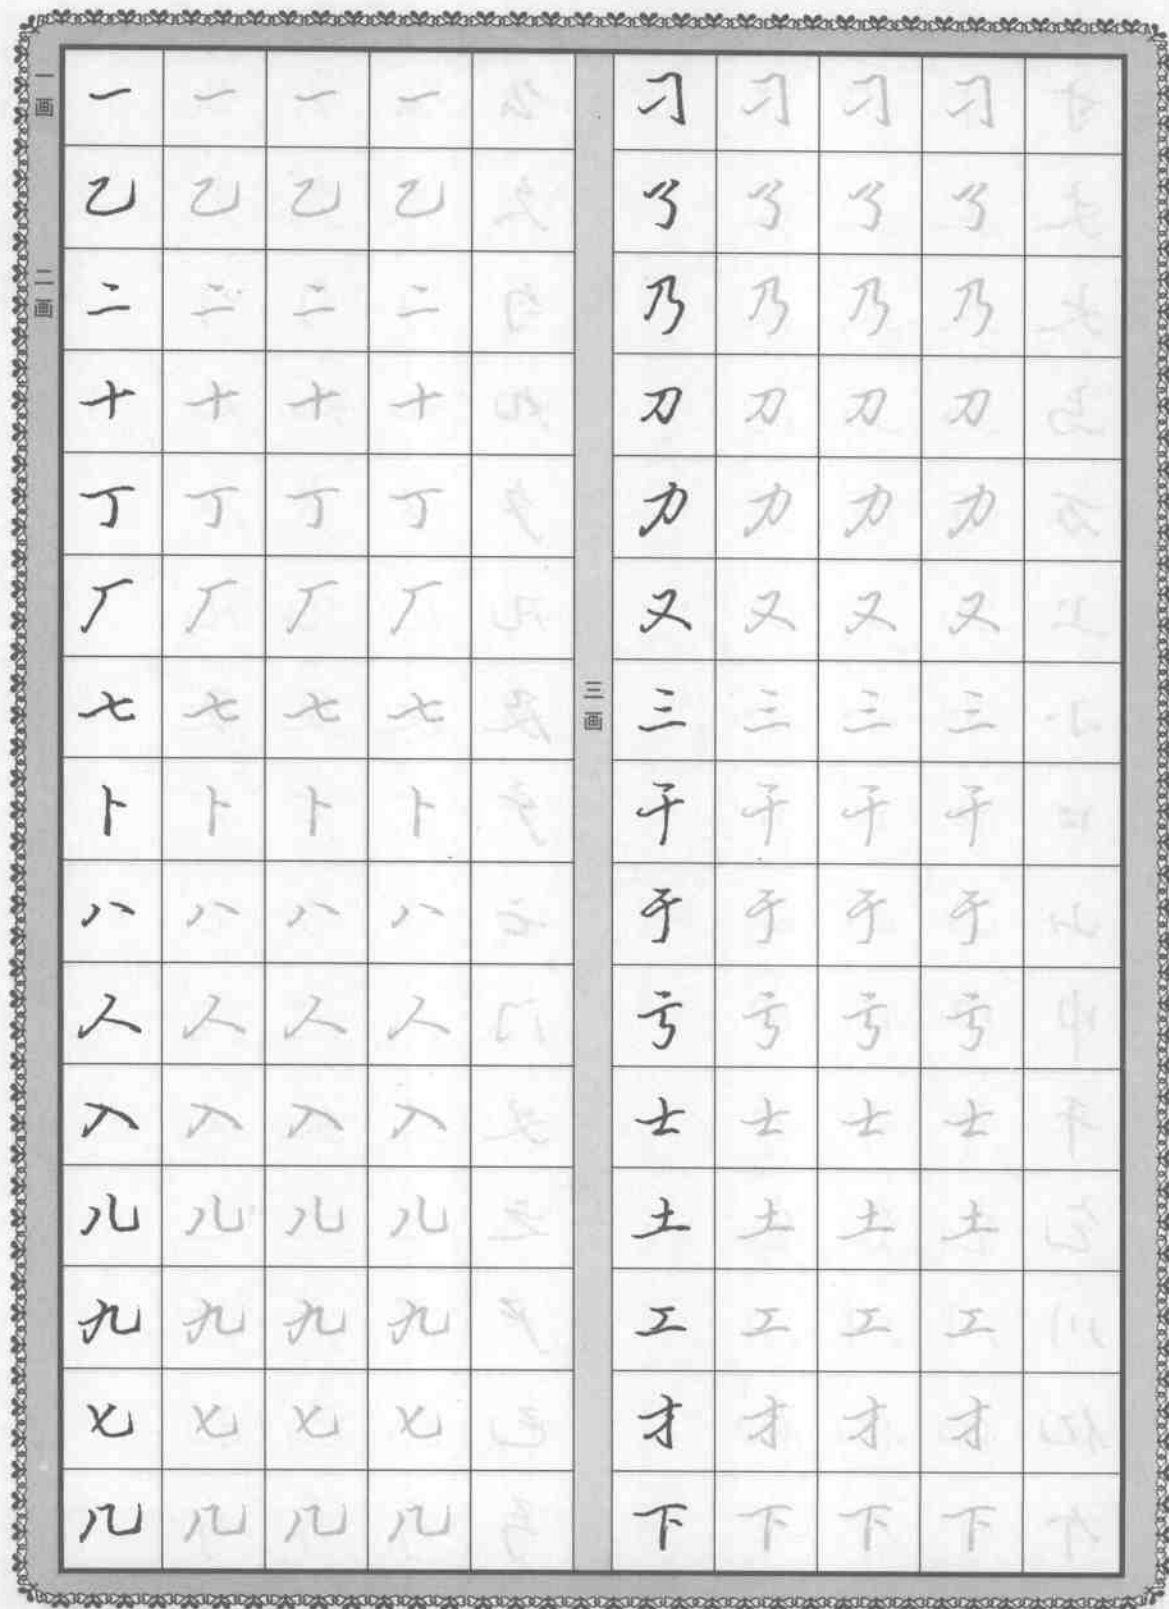 一画
一 一 一 一
乙 乙 乙 乙
二画
二 二 二 二
十 十 十 十
丁 丁 丁 丁
厂 厂 厂 厂
七 七 七 七
卜 卜 卜 卜
八 八 八 八
人 人 人 人
入 入 入 入
儿 儿 儿 儿
九 九 九 九
匕 匕 匕 匕
几 几 几 几
刁 刁 刁 刁
了 了 了 了
乃 乃 乃 乃
刀 刀 刀 刀
力 力 力 力
又 又 又 又
三画
三 三 三 三
干 干 干 干
于 于 于 于
亏 亏 亏 亏
士 士 士 士
土 土 土 土
工 工 工 工
才 才 才 才
下 下 下 下